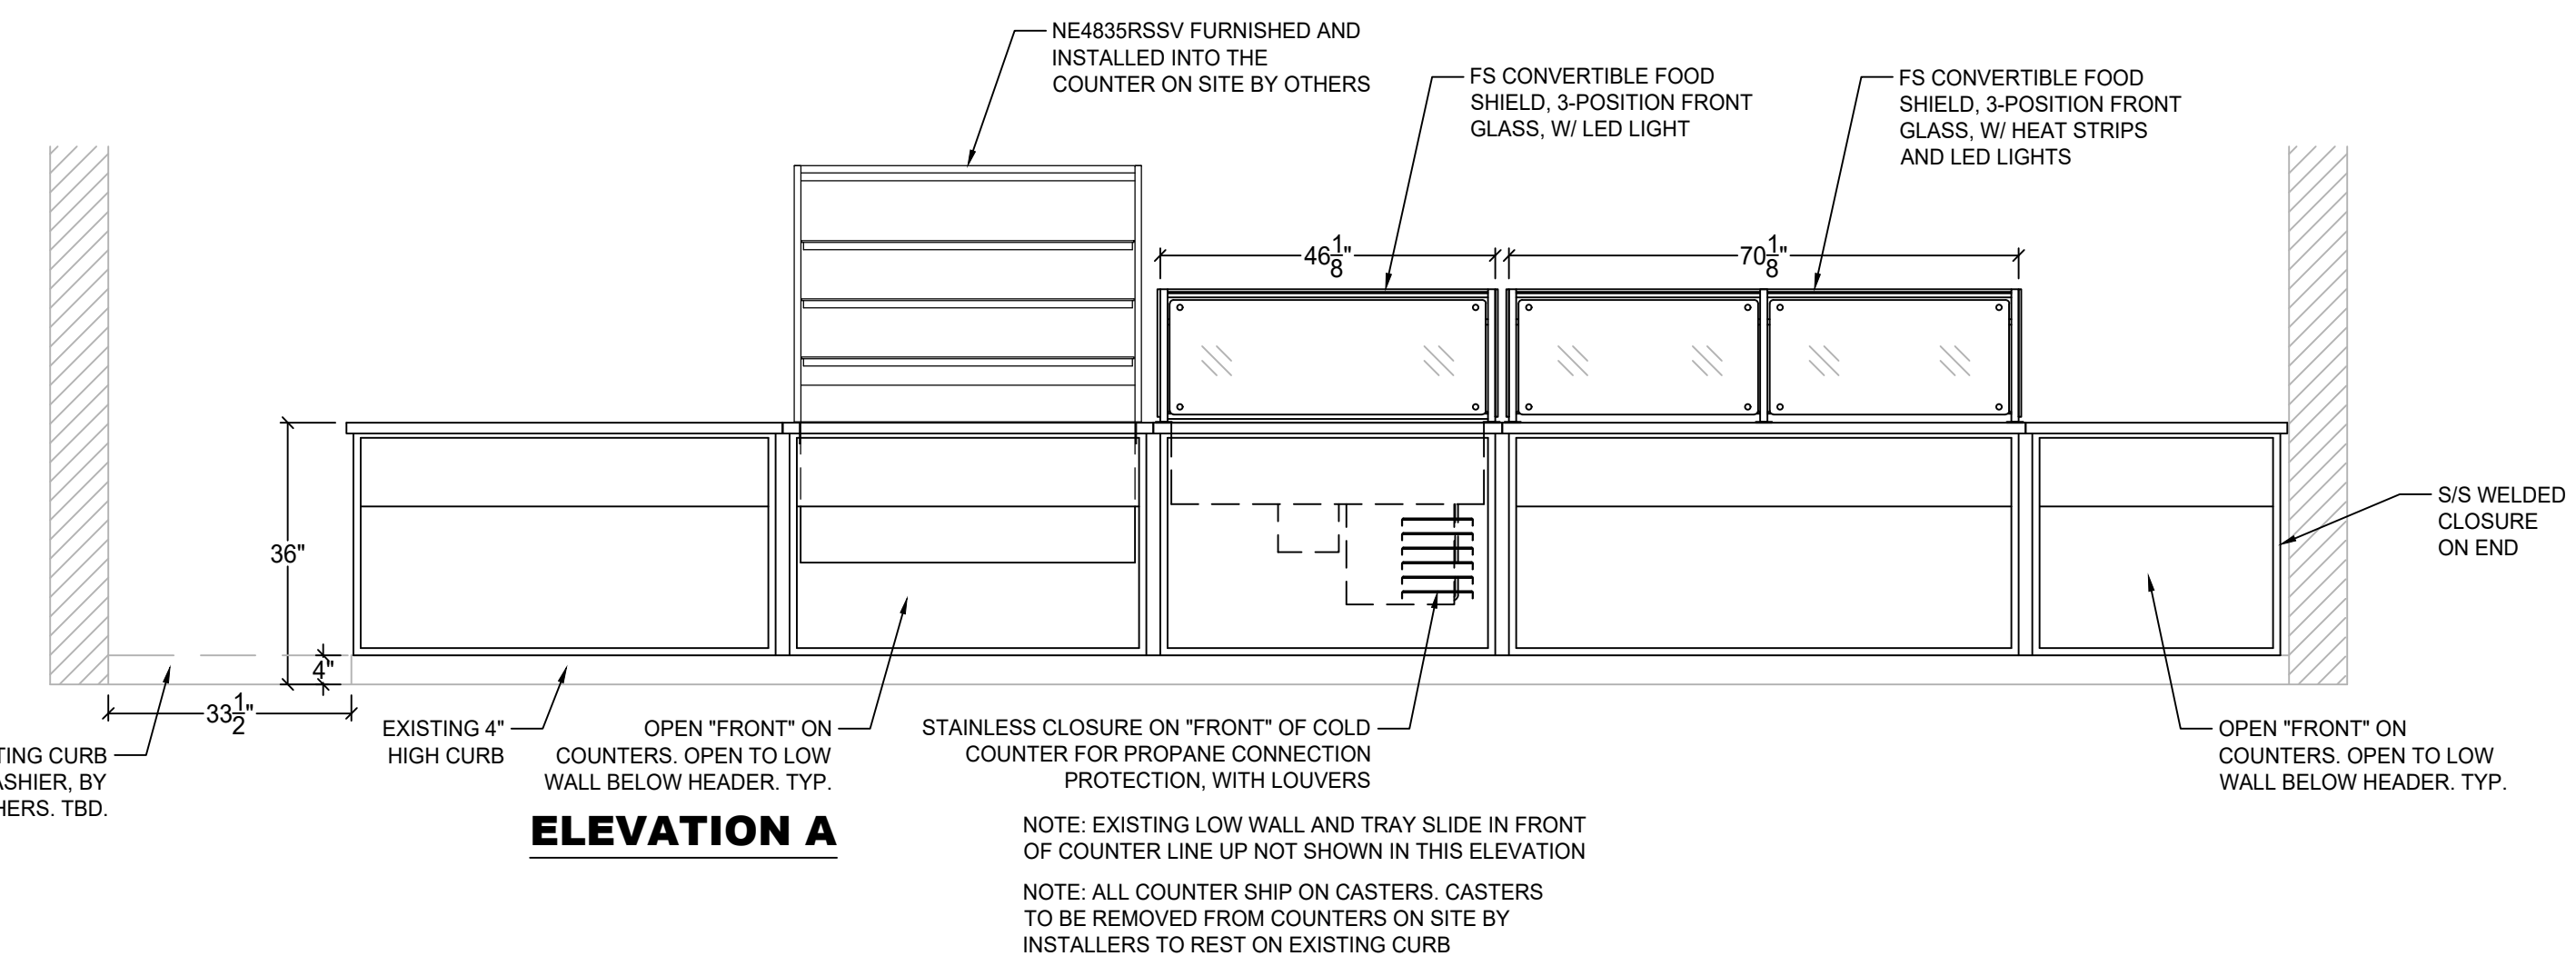 NE4835RSSV FURNISHED AND
INSTALLED INTO THE
COUNTER ON SITE BY OTHERS
FS CONVERTIBLE FOOD
SHIELD, 3-POSITION FRONT
GLASS, W/ LED LIGHT
FS CONVERTIBLE FOOD
SHIELD, 3-POSITION FRONT
GLASS, W/ HEAT STRIPS
AND LED LIGHTS
46 1/8"
70 1/8"
S/S WELDED
CLOSURE
ON END
36"
4"
33 1/2"
TING CURB
ASHIER, BY
HERS. TBD.
EXISTING 4"
HIGH CURB
OPEN "FRONT" ON
COUNTERS. OPEN TO LOW
WALL BELOW HEADER. TYP.
STAINLESS CLOSURE ON "FRONT" OF COLD
COUNTER FOR PROPANE CONNECTION
PROTECTION, WITH LOUVERS
OPEN "FRONT" ON
COUNTERS. OPEN TO LOW
WALL BELOW HEADER. TYP.
ELEVATION A
NOTE: EXISTING LOW WALL AND TRAY SLIDE IN FRONT
OF COUNTER LINE UP NOT SHOWN IN THIS ELEVATION
NOTE: ALL COUNTER SHIP ON CASTERS. CASTERS
TO BE REMOVED FROM COUNTERS ON SITE BY
INSTALLERS TO REST ON EXISTING CURB